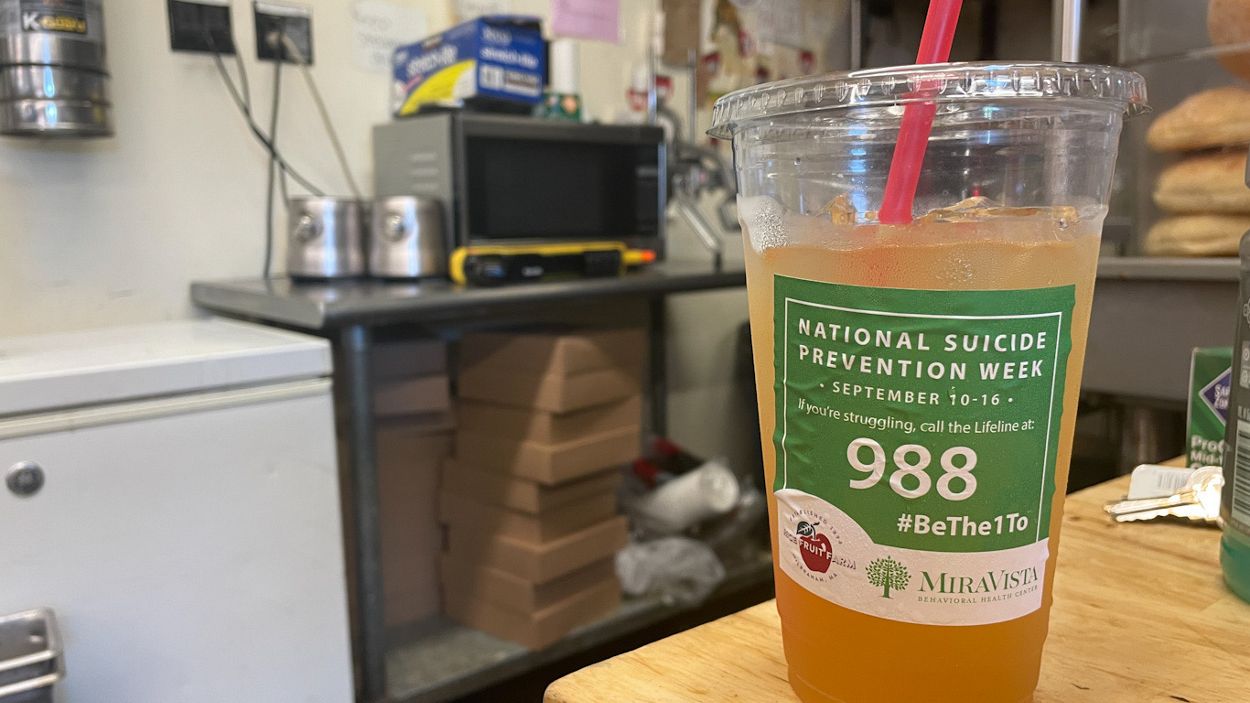 NATIONAL SUICIDE
PREVENTION WEEK
• SEPTEMBER 10-16 •
If you're struggling, call the Lifeline at:
988
#BeThe1To
FRUIT FARM
MIRAVISTA
BEHAVIORAL HEALTH CENTER